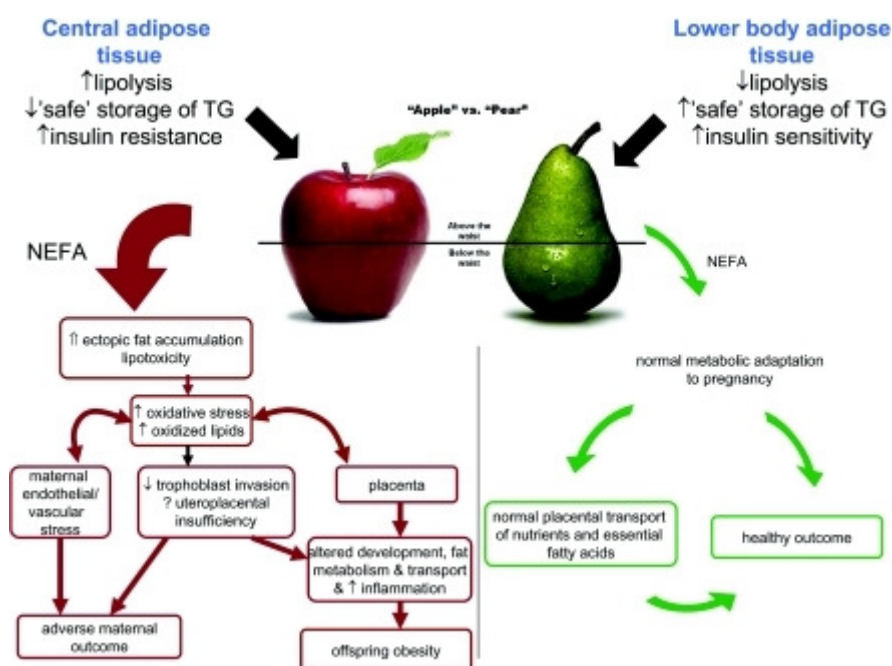 Central adipose
tissue
↑lipolysis
↓'safe' storage of TG
↑insulin resistance
Lower body adipose
tissue
↓lipolysis
↑'safe' storage of TG
↑insulin sensitivity
"Apple" vs. "Pear"
Above the
waist
Below the
waist
NEFA
NEFA
⇑ ectopic fat accumulation
lipotoxicity
↑ oxidative stress
↑ oxidized lipids
maternal
endothelial/
vascular
stress
↓ trophoblast invasion
? uteroplacental
insufficiency
placenta
altered development, fat
metabolism & transport
& ↑ inflammation
adverse maternal
outcome
offspring obesity
normal metabolic adaptation
to pregnancy
normal placental transport
of nutrients and essential
fatty acids
healthy outcome